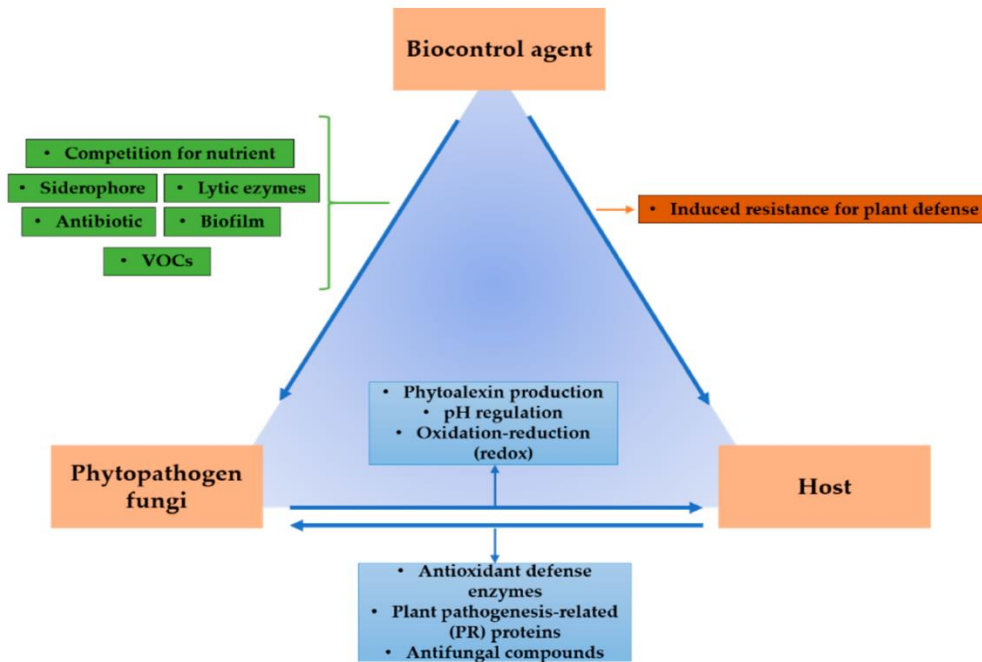 Biocontrol agent
• Competition for nutrient
• Siderophore
• Lytic ezymes
• Antibiotic
• Biofilm
• VOCs
• Induced resistance for plant defense
• Phytoalexin production
• pH regulation
• Oxidation-reduction
(redox)
Phytopathogen
fungi
Host
• Antioxidant defense
enzymes
• Plant pathogenesis-related
(PR) proteins
• Antifungal compounds